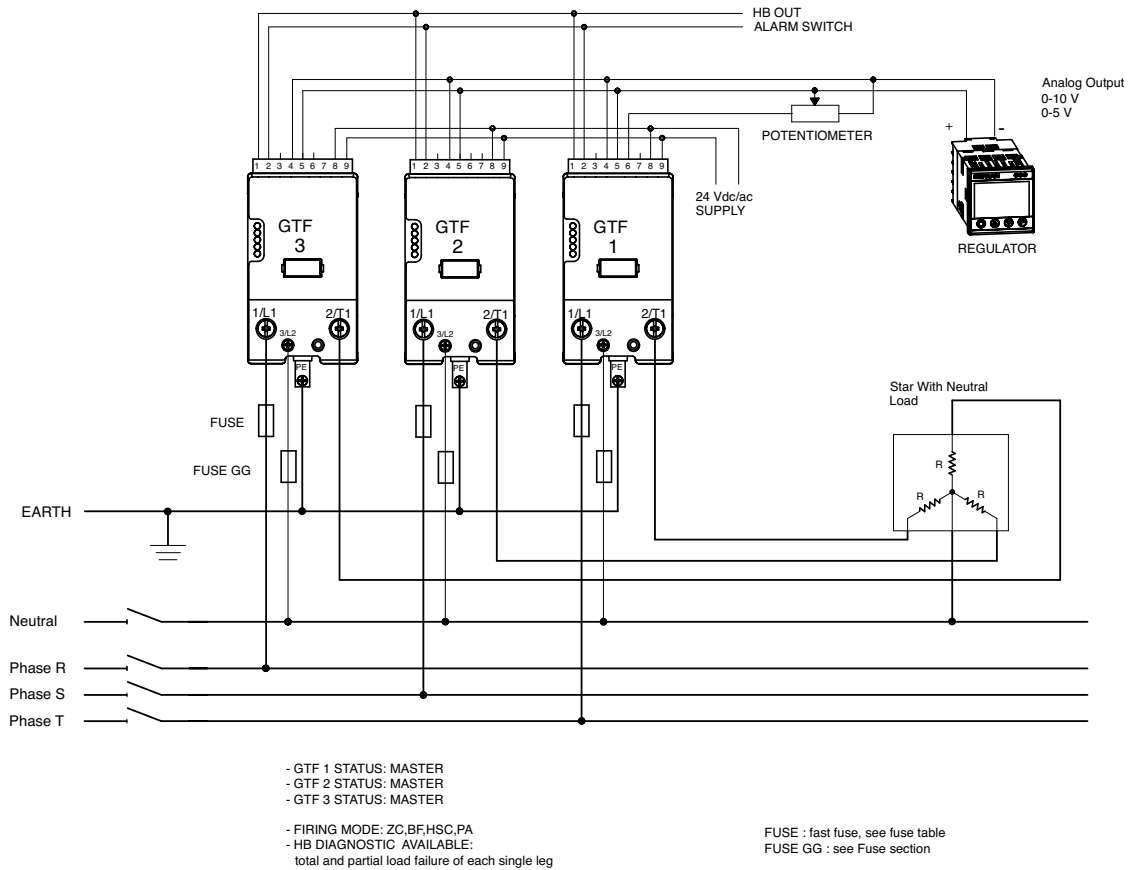 HB OUT
ALARM SWITCH
Analog Output
0-10 V
0-5 V
POTENTIOMETER
+ -
1 2 3 4 5 6 7 8 9
1 2 3 4 5 6 7 8 9
1 2 3 4 5 6 7 8 9
24 Vdc/ac
SUPPLY
GTF
3
GTF
2
GTF
1
REGULATOR
1/L1 2/T1
3/L2
PE
1/L1 2/T1
3/L2
PE
1/L1 2/T1
3/L2
PE
Star With Neutral
Load
FUSE
FUSE GG
R
R R
EARTH
Neutral
Phase R
Phase S
Phase T
- GTF 1 STATUS: MASTER
- GTF 2 STATUS: MASTER
- GTF 3 STATUS: MASTER
- FIRING MODE: ZC,BF,HSC,PA
- HB DIAGNOSTIC AVAILABLE:
total and partial load failure of each single leg
FUSE : fast fuse, see fuse table
FUSE GG : see Fuse section